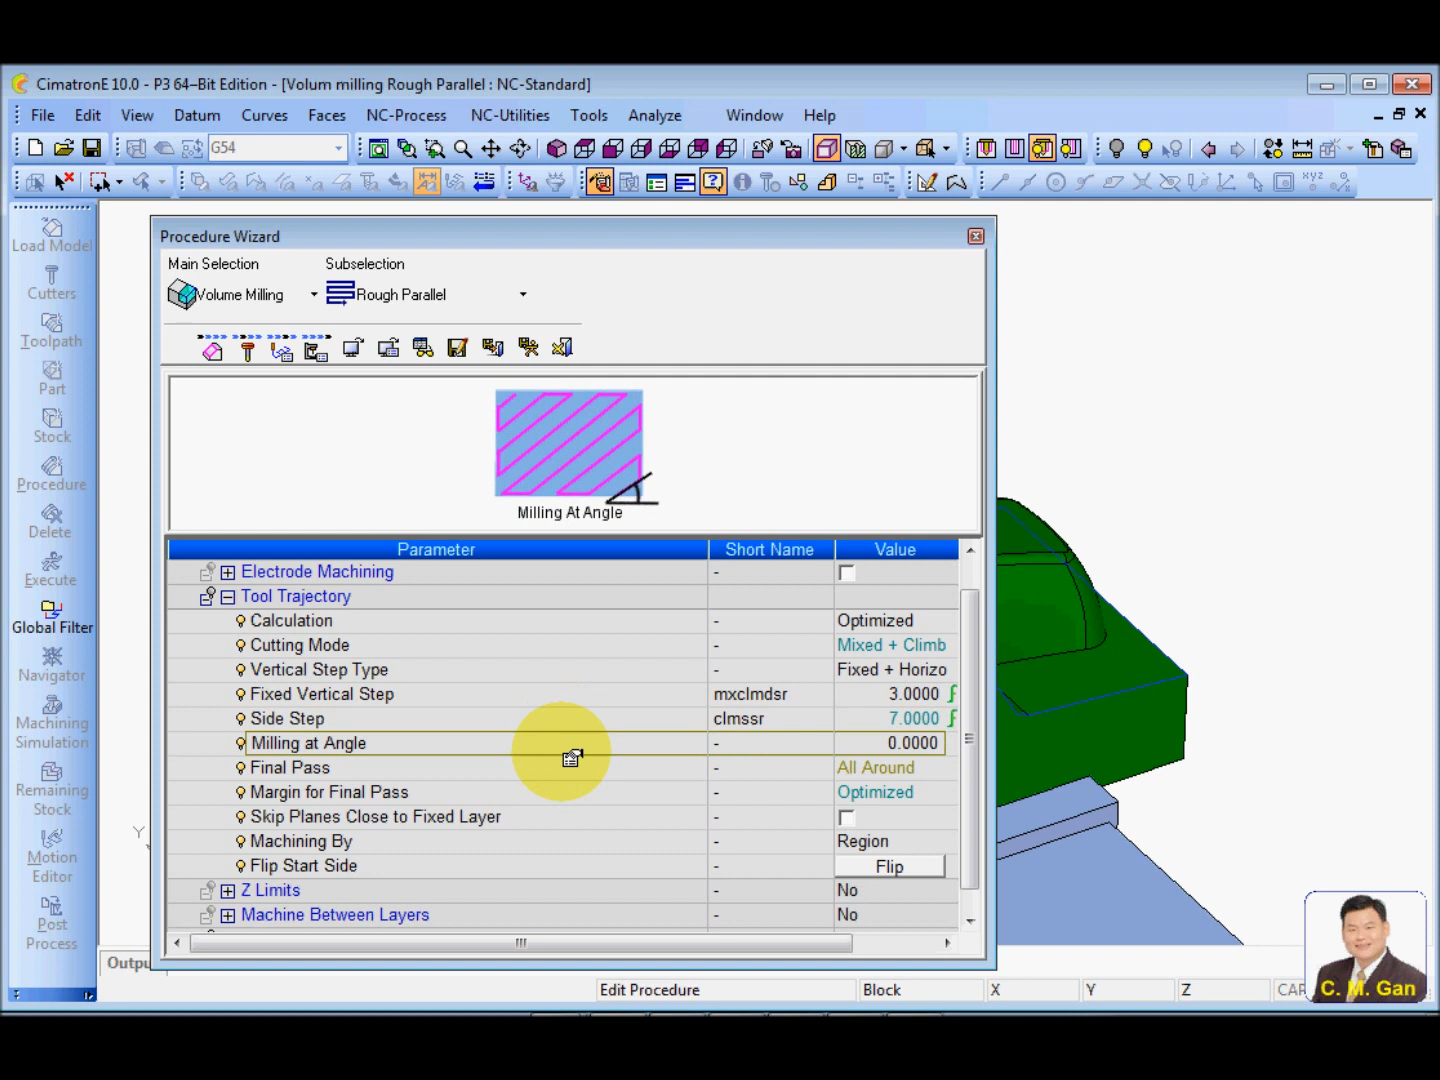 CimatronE 10.0 - P3 64-Bit Edition - [Volum milling Rough Parallel : NC-Standard]
File Edit View Datum Curves Faces NC-Process NC-Utilities Tools Analyze Window Help
G54
Load Model
Cutters
Toolpath
Part
Stock
Procedure
Delete
Execute
Global Filter
Navigator
Machining Simulation
Remaining Stock
Motion Editor
Post Process
Procedure Wizard
Main Selection Subselection
Volume Milling Rough Parallel
Milling At Angle
Parameter Short Name Value
Electrode Machining -
Tool Trajectory
Calculation - Optimized
Cutting Mode - Mixed + Climb
Vertical Step Type - Fixed + Horizo
Fixed Vertical Step mxclmdsr 3.0000 f
Side Step clmssr 7.0000 f
Milling at Angle - 0.0000
Final Pass - All Around
Margin for Final Pass - Optimized
Skip Planes Close to Fixed Layer -
Machining By - Region
Flip Start Side - Flip
Z Limits - No
Machine Between Layers - No
Y
Outpu
Edit Procedure Block X Y Z CAR
C. M. Gan